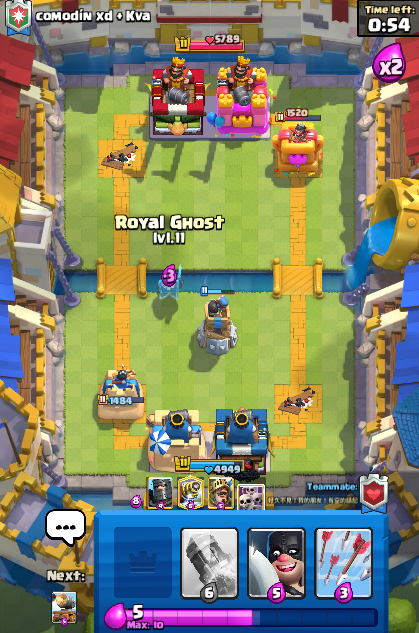 comodín xd + Kva
Time left:
0:54
5789
x2
1520
Royal Ghost
lvl.11
3
11
1484
4949
Teammate:
Next:
6
5
3
5
Max: 10